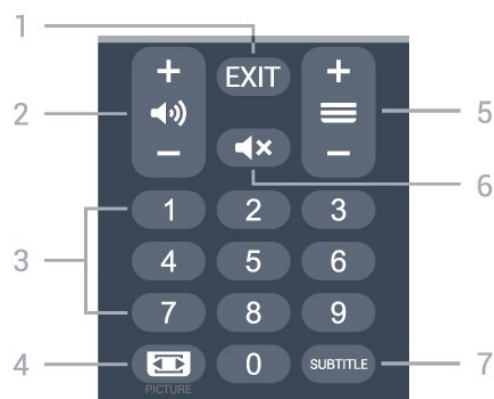 1
EXIT
+ +
2
5
- -
6
1 2 3
3
4 5 6
7 8 9
4
0 SUBTITLE
7
PICTURE